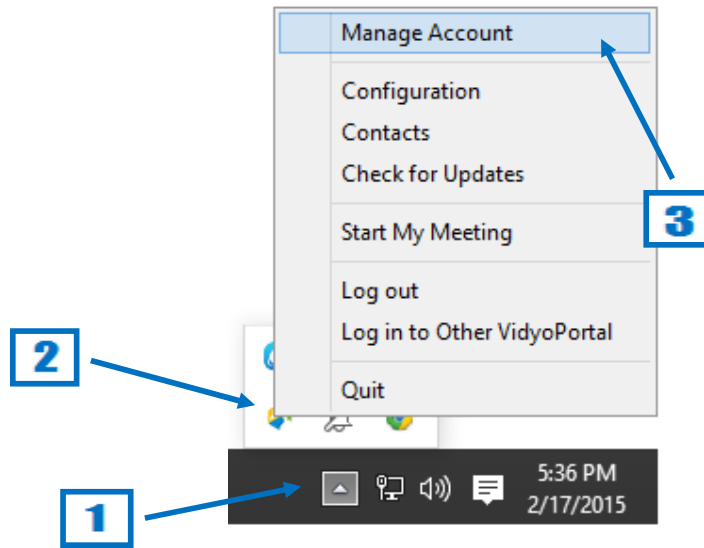 Manage Account
Configuration
Contacts
Check for Updates
3
Start My Meeting
Log out
Log in to Other VidyoPortal
2
Quit
5:36 PM
1
2/17/2015